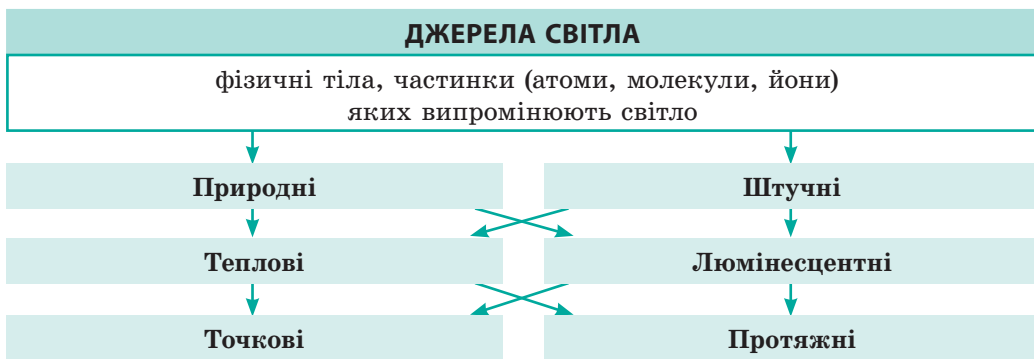 ДЖЕРЕЛА СВІТЛА
фізичні тіла, частинки (атоми, молекули, йони)
яких випромінюють світло
Природні
Штучні
Теплові
Люмінесцентні
Точкові
Протяжні